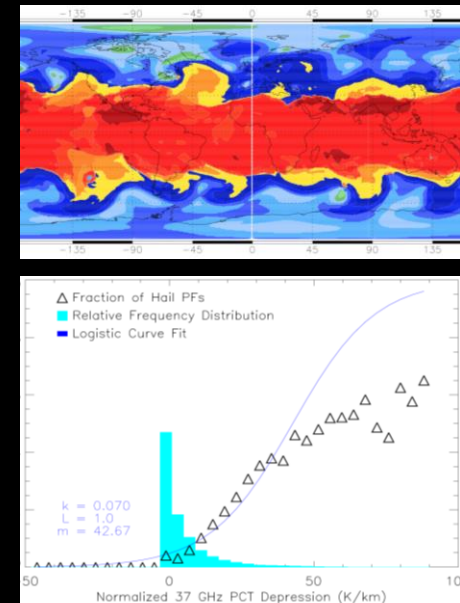 -135 -90 -45 0 45 90 135
-135 -90 -45 0 45 90 135
Fraction of Hail PFs
Relative Frequency Distribution
Logistic Curve Fit
k = 0.070
L = 1.0
m = 42.67
50 0 50 10
Normalized 37 GHz PCT Depression (K/km)